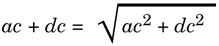 ac + dc = √ac² + dc²